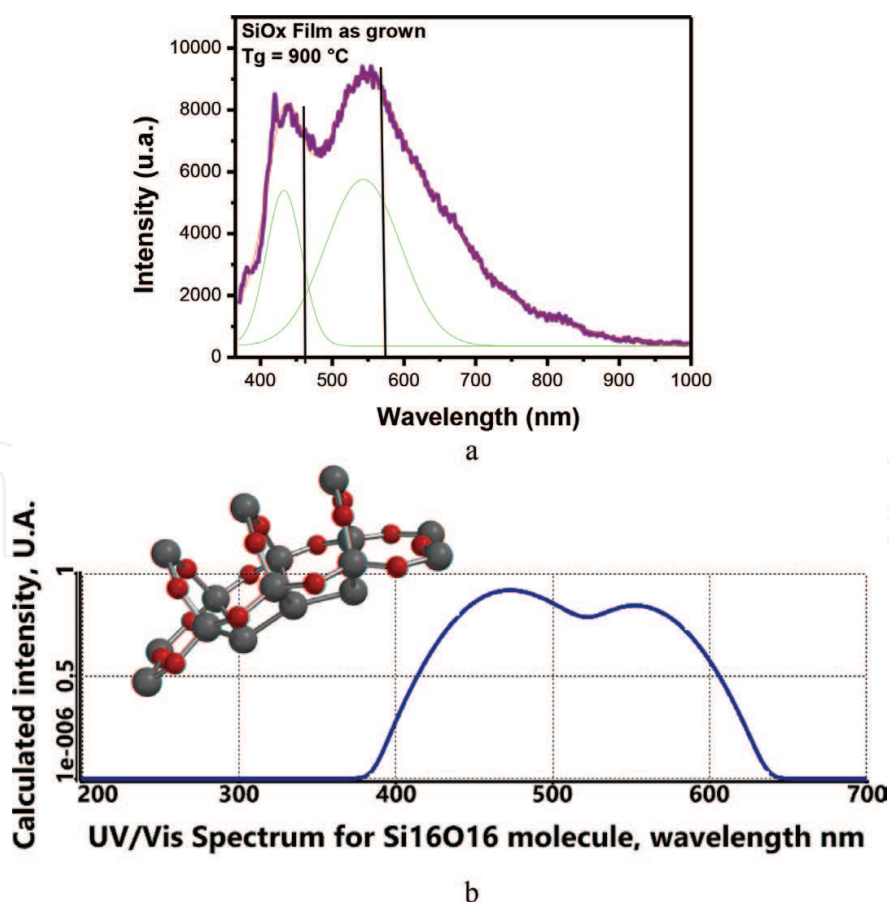 SiOx Film as grown
Tg = 900 °C
10000
8000
6000
4000
2000
0
Intensity (u.a.)
400 500 600 700 800 900 1000
Wavelength (nm)
a
Calculated intensity, U.A.
1
0.5
1e-006
200 300 400 500 600 700
UV/Vis Spectrum for Si16O16 molecule, wavelength nm
b